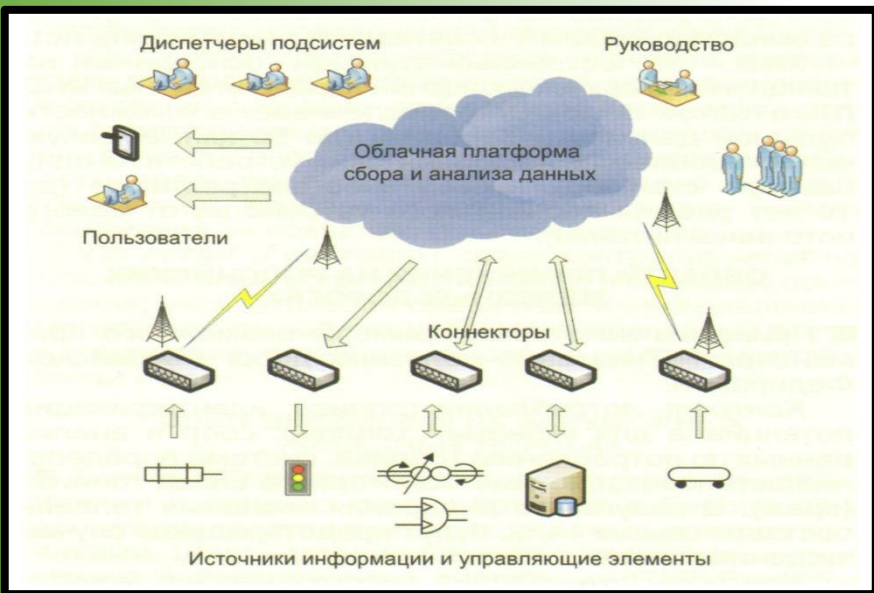 Диспетчеры подсистем
Руководство
Облачная платформа
сбора и анализа данных
Пользователи
Коннекторы
Источники информации и управляющие элементы